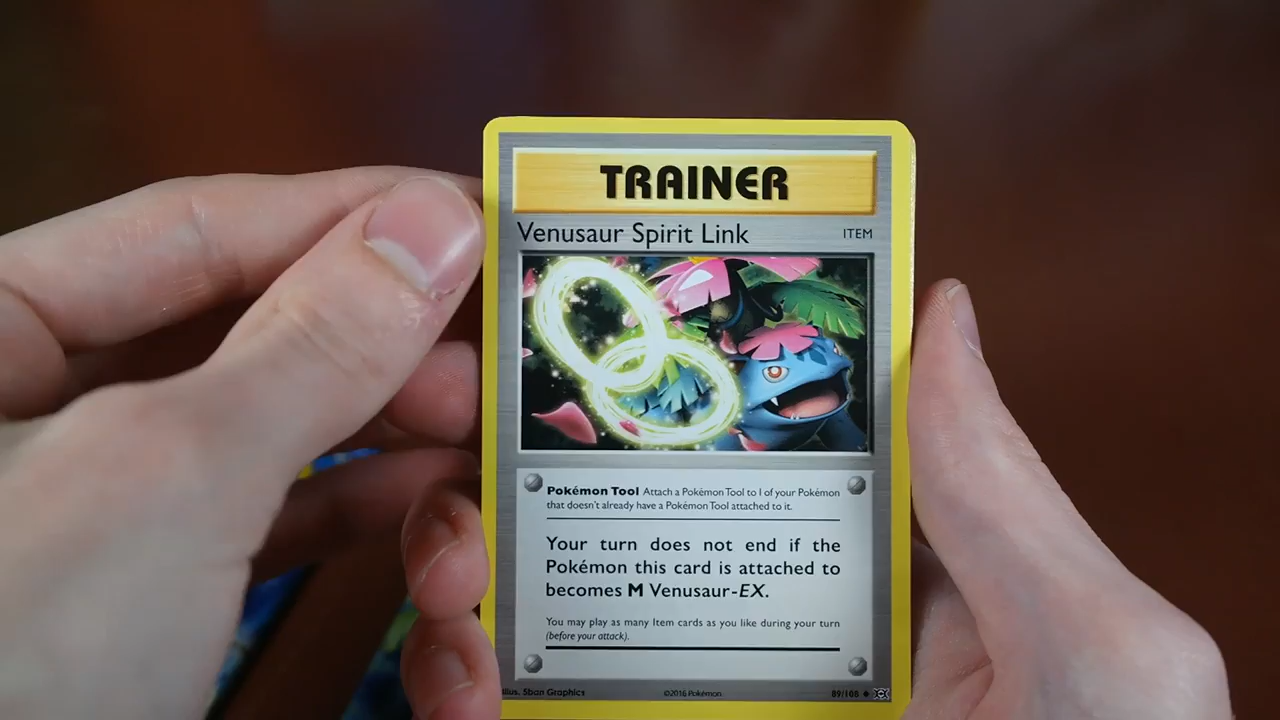 TRAINER
Venusaur Spirit Link ITEM
Pokémon Tool Attach a Pokémon Tool to 1 of your Pokémon
that doesn't already have a Pokémon Tool attached to it.
Your turn does not end if the
Pokémon this card is attached to
becomes M Venusaur-EX.
You may play as many Item cards as you like during your turn
(before your attack).
Illus. 5ban Graphics ©2016 Pokémon 89/108